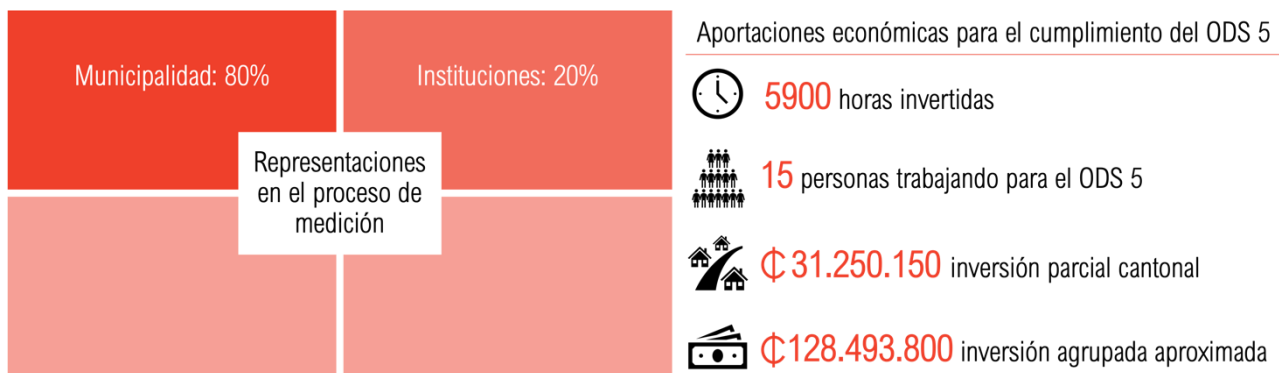 Municipalidad: 80%
Instituciones: 20%
Representaciones
en el proceso de
medición
Aportaciones económicas para el cumplimiento del ODS 5
5900 horas invertidas
15 personas trabajando para el ODS 5
₡31.250.150 inversión parcial cantonal
₡128.493.800 inversión agrupada aproximada